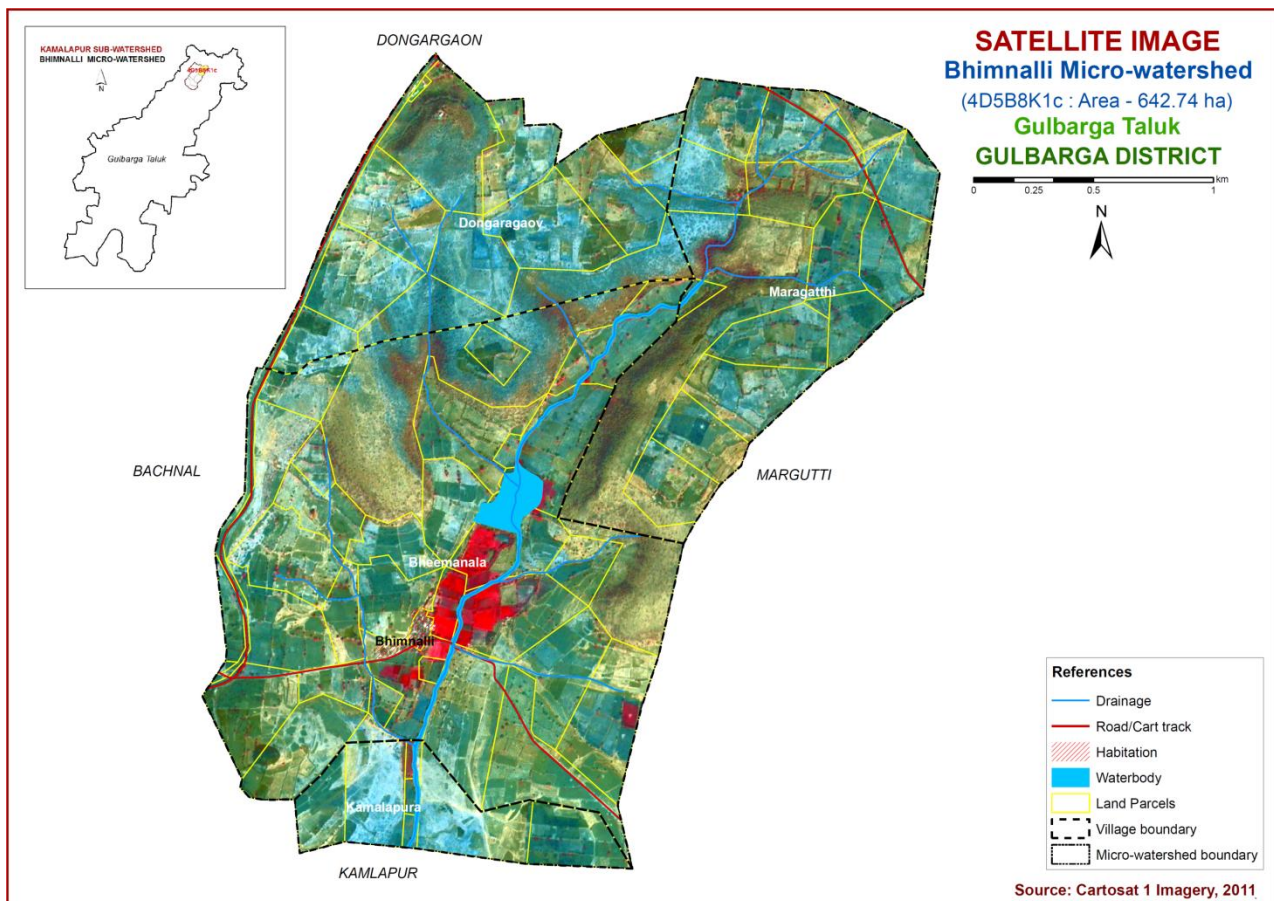 KAMALAPUR SUB-WATERSHED
BHIMNALLI MICRO-WATERSHED
N
4D5B8K1c
Gulbarga Taluk
DONGARGAON
SATELLITE IMAGE
Bhimnalli Micro-watershed
(4D5B8K1c : Area - 642.74 ha)
Gulbarga Taluk
GULBARGA DISTRICT
km
0 0.25 0.5 1
N
Dongaragaov
Maragatthi
BACHNAL
MARGUTTI
Bheemanala
Bhimnalli
Kamalapura
KAMLAPUR
References
Drainage
Road/Cart track
Habitation
Waterbody
Land Parcels
Village boundary
Micro-watershed boundary
Source: Cartosat 1 Imagery, 2011